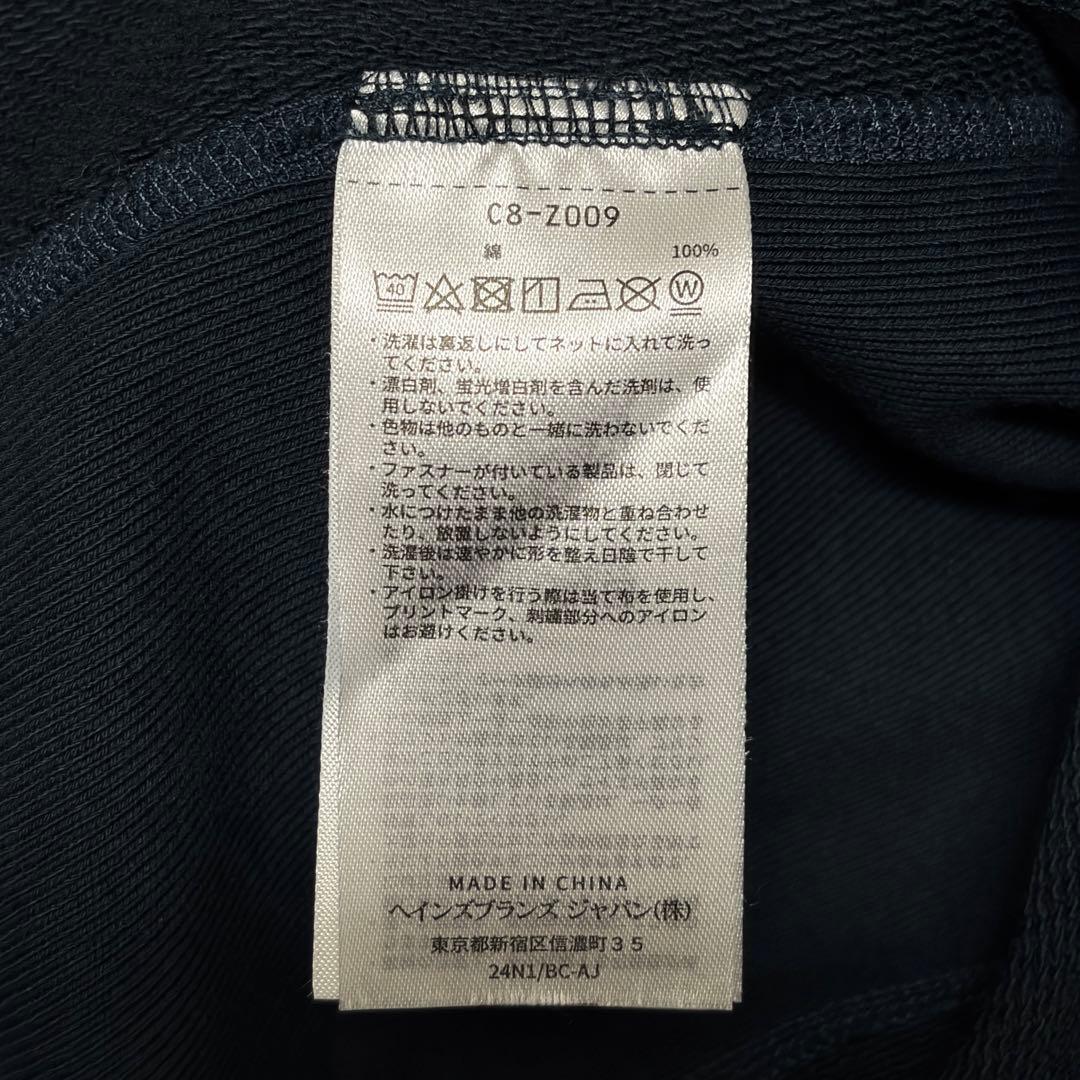 C8-Z009
綿 100%
40 W
・洗濯は裏返しにしてネットに入れて洗っ
てください。
・漂白剤、蛍光増白剤を含んだ洗剤は、使
用しないでください。
・色物は他のものと一緒に洗わないでくだ
さい。
・ファスナーが付いている製品は、閉じて
洗ってください。
・水につけたまま他の洗濯物と重ね合わせ
たり、放置しないようにしてください。
・洗濯後は速やかに形を整え日陰で干して
下さい。
・アイロン掛けを行う際は当て布を使用し、
プリントマーク、刺繍部分へのアイロン
はお避けください。
MADE IN CHINA
ヘインズブランズ ジャパン(株)
東京都新宿区信濃町35
24N1/BC-AJ